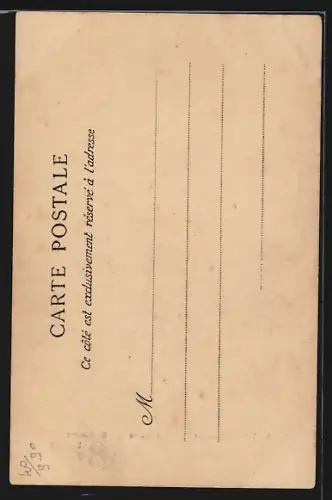 CARTE POSTALE
Ce côté est exclusivement réservé à l'adresse
M